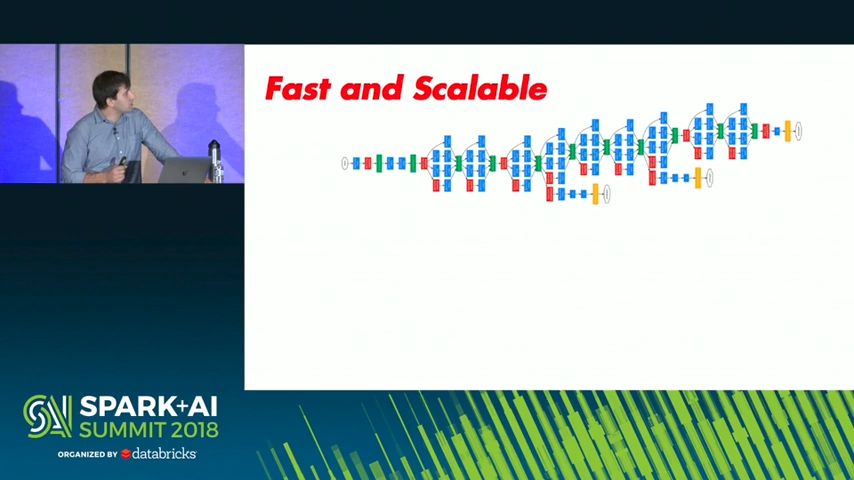 Fast and Scalable
SPARK+AI
SUMMIT 2018
ORGANIZED BY databricks